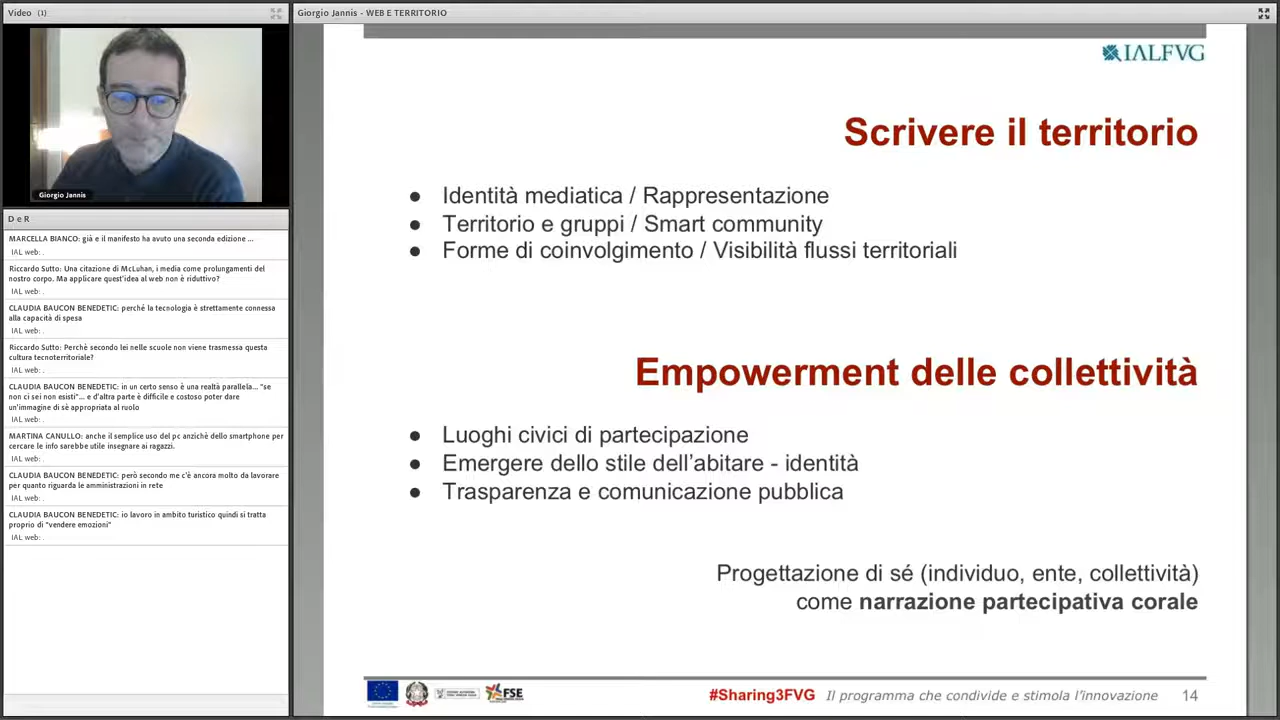 Video (1)
Giorgio Jannis - WEB E TERRITORIO
Giorgio Jannis
D e R
MARCELLA BIANCO: già e il manifesto ha avuto una seconda edizione ...
IAL web: .
Riccardo Sutto: Una citazione di McLuhan, i media come prolungamenti del
nostro corpo. Ma applicare quest'idea al web non è riduttivo?
IAL web: .
CLAUDIA BAUCON BENEDETIC: perché la tecnologia è strettamente connessa
alla capacità di spesa
IAL web: .
Riccardo Sutto: Perchè secondo lei nelle scuole non viene trasmessa questa
cultura tecnoterritoriale?
IAL web: .
CLAUDIA BAUCON BENEDETIC: in un certo senso è una realtà parallela... "se
non ci sei non esisti"... e d'altra parte è difficile e costoso poter dare
un'immagine di sè appropriata al ruolo
IAL web: .
MARTINA CANULLO: anche il semplice uso del pc anzichè dello smartphone per
cercare le info sarebbe utile insegnare ai ragazzi.
IAL web: .
CLAUDIA BAUCON BENEDETIC: però secondo me c'è ancora molto da lavorare
per quanto riguarda le amministrazioni in rete
IAL web: .
CLAUDIA BAUCON BENEDETIC: io lavoro in ambito turistico quindi si tratta
proprio di "vendere emozioni"
IAL web: .
IALFVG
Scrivere il territorio
● Identità mediatica / Rappresentazione
● Territorio e gruppi / Smart community
● Forme di coinvolgimento / Visibilità flussi territoriali
Empowerment delle collettività
● Luoghi civici di partecipazione
● Emergere dello stile dell'abitare - identità
● Trasparenza e comunicazione pubblica
Progettazione di sé (individuo, ente, collettività)
come narrazione partecipativa corale
FSE
#Sharing3FVG Il programma che condivide e stimola l'innovazione 14